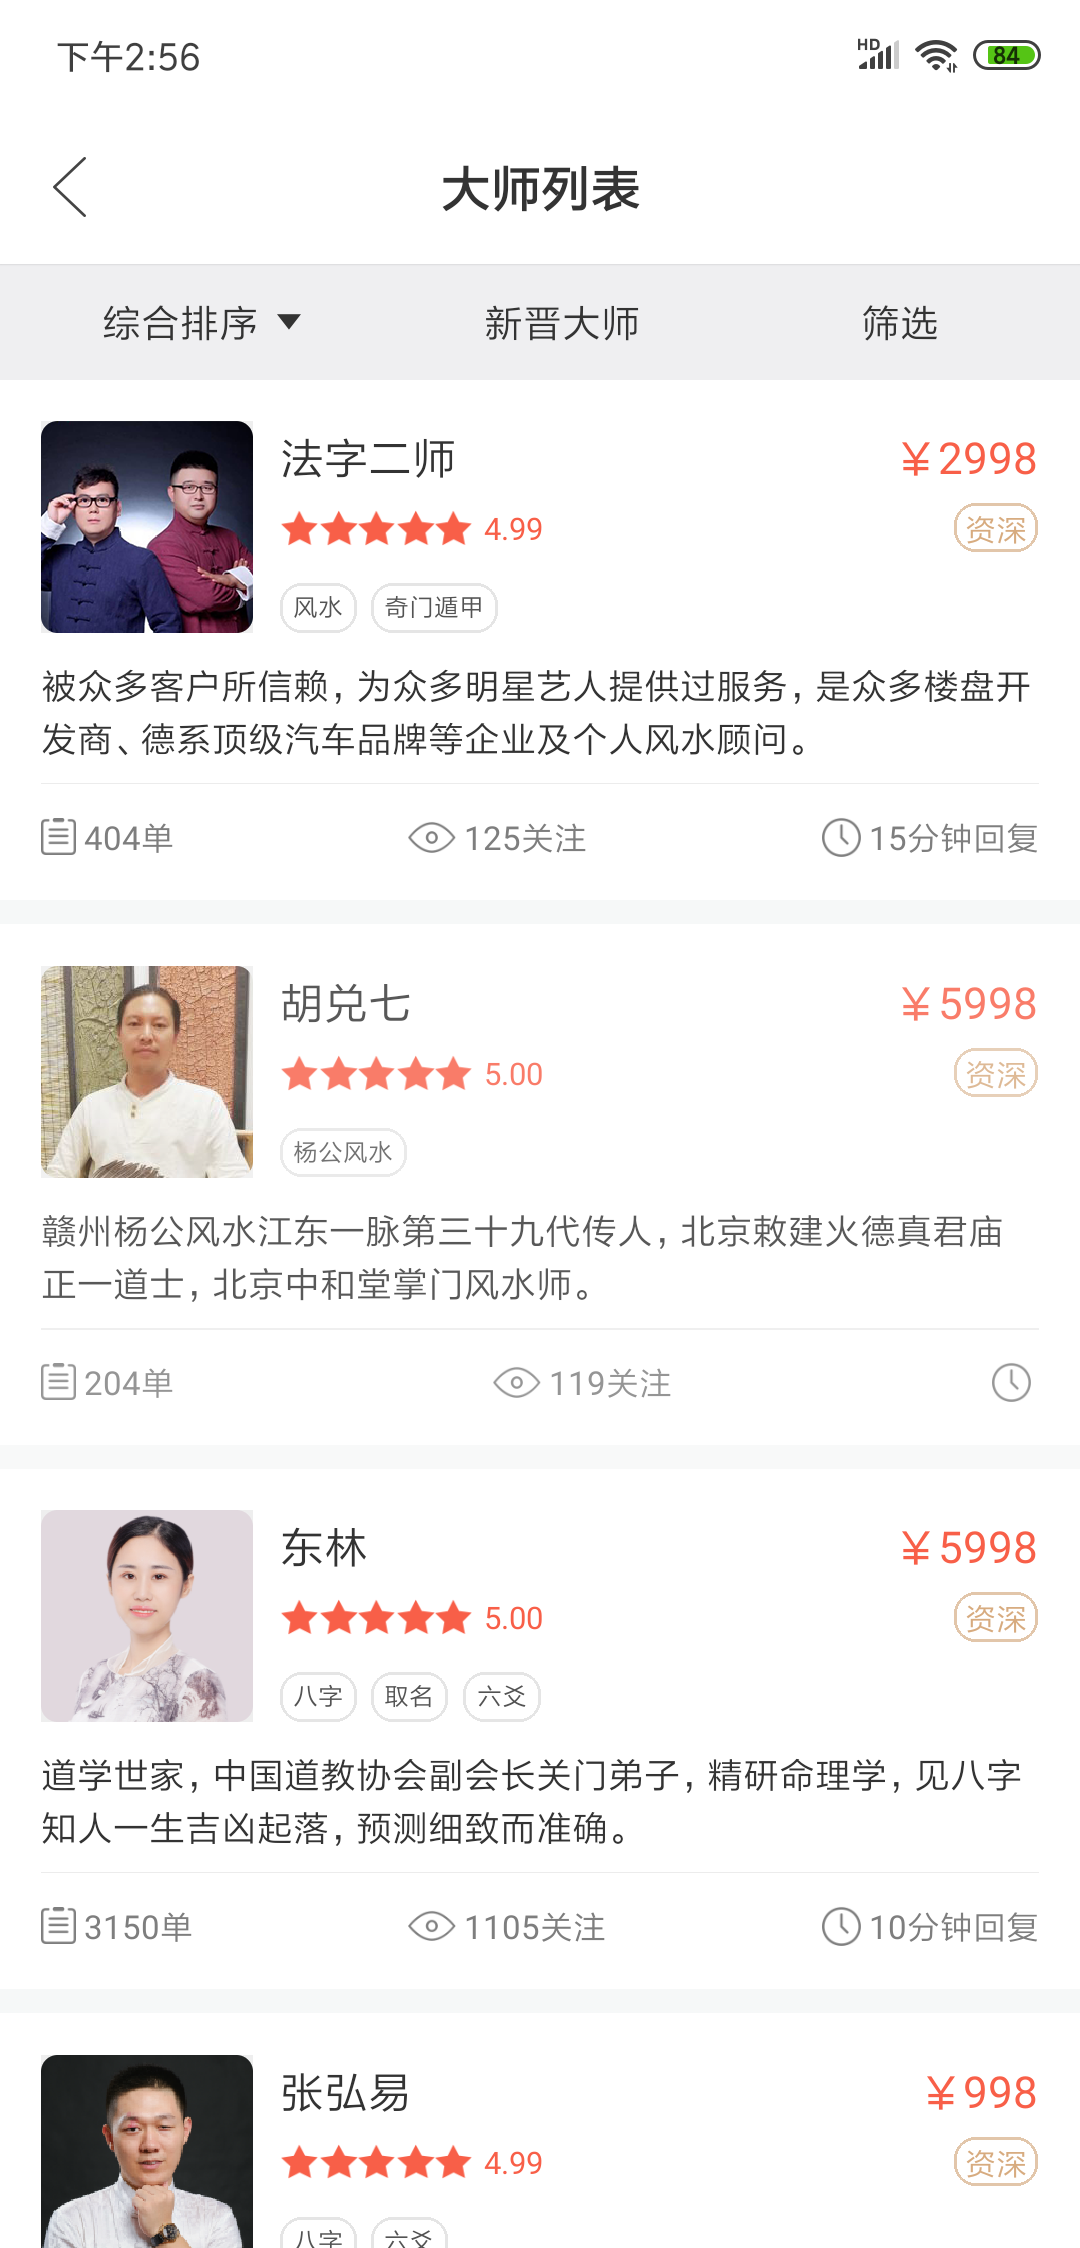 下午2:56
HD
84
大师列表
综合排序 新晋大师 筛选
法字二师 ￥2998
4.99 资深
风水 奇门遁甲
被众多客户所信赖，为众多明星艺人提供过服务，是众多楼盘开
发商、德系顶级汽车品牌等企业及个人风水顾问。
404单 125关注 15分钟回复
胡兑七 ￥5998
5.00 资深
杨公风水
赣州杨公风水江东一脉第三十九代传人，北京敕建火德真君庙
正一道士，北京中和堂掌门风水师。
204单 119关注
东林 ￥5998
5.00 资深
八字 取名 六爻
道学世家，中国道教协会副会长关门弟子，精研命理学，见八字
知人一生吉凶起落，预测细致而准确。
3150单 1105关注 10分钟回复
张弘易 ￥998
4.99 资深
八字 六爻